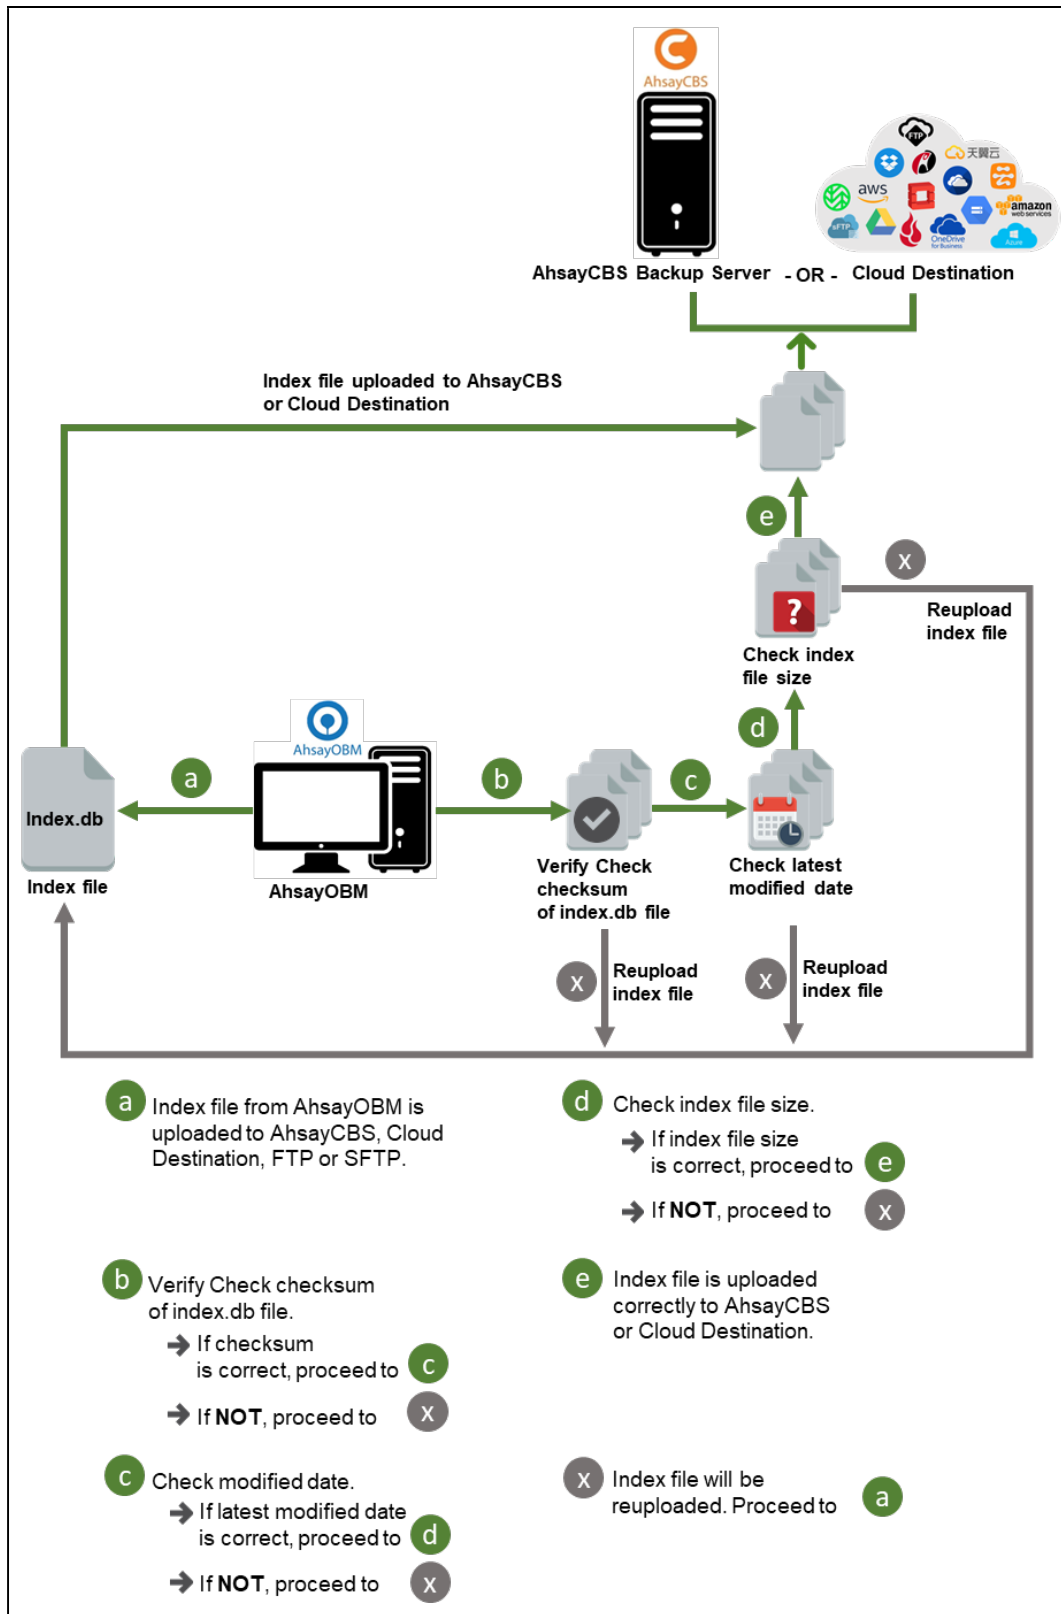 AhsayCBS
FTP
天翼云
aws
amazon
web services
SFTP
OneDrive
for Business
Azure
AhsayCBS Backup Server - OR - Cloud Destination
Index file uploaded to AhsayCBS
or Cloud Destination
e
x
Reupload
index file
Check index
file size
d
AhsayOBM
a
b
c
Index.db
Index file
AhsayOBM
Verify Check
checksum
of index.db file
Check latest
modified date
x
Reupload
index file
x
Reupload
index file
a
Index file from AhsayOBM is
uploaded to AhsayCBS, Cloud
Destination, FTP or SFTP.
b
Verify Check checksum
of index.db file.
If checksum
is correct, proceed to c
If NOT, proceed to x
c
Check modified date.
If latest modified date
is correct, proceed to d
If NOT, proceed to x
d
Check index file size.
If index file size
is correct, proceed to e
If NOT, proceed to x
e
Index file is uploaded
correctly to AhsayCBS
or Cloud Destination.
x
Index file will be
reuploaded. Proceed to a